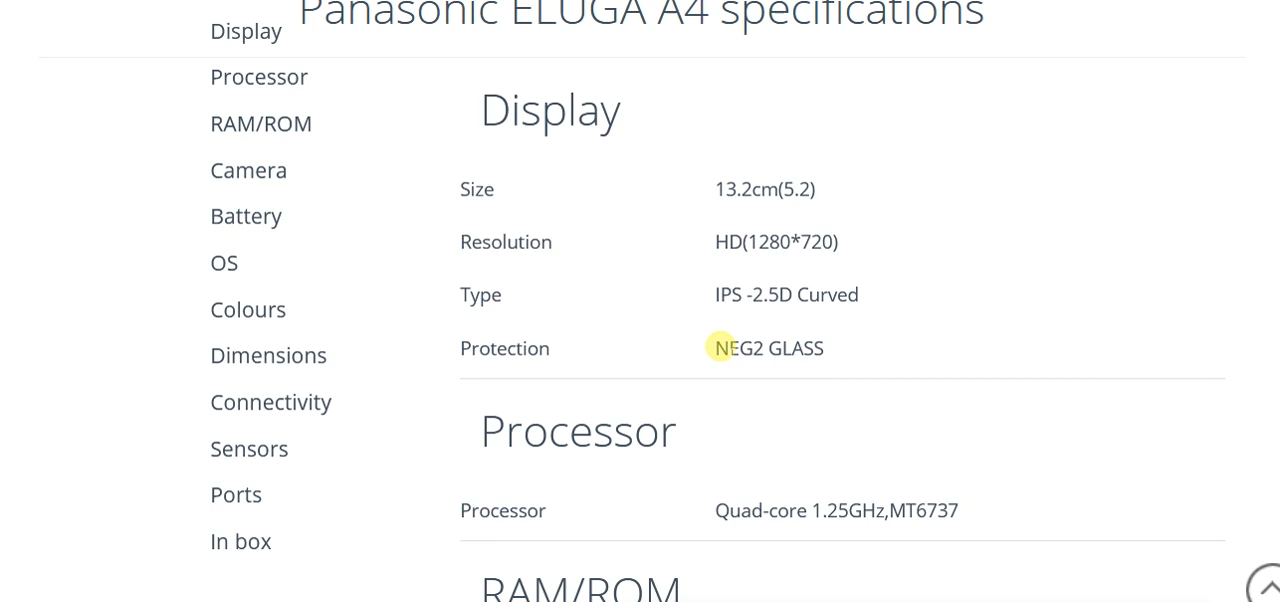 Panasonic ELUGA A4 specifications
Display
Processor
RAM/ROM
Camera
Battery
OS
Colours
Dimensions
Connectivity
Sensors
Ports
In box
Display
Size 13.2cm(5.2)
Resolution HD(1280*720)
Type IPS -2.5D Curved
Protection NEG2 GLASS
Processor
Processor Quad-core 1.25GHz,MT6737
RAM/ROM